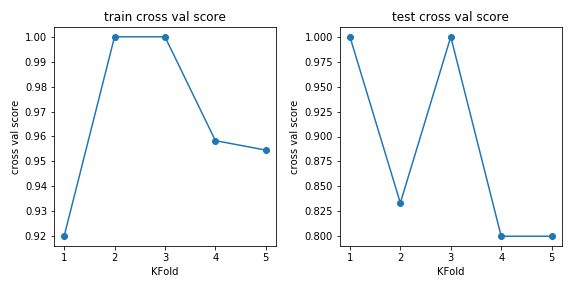 train cross val score
1.00
0.99
0.98
0.97
0.96
0.95
0.94
0.93
0.92
cross val score
1 2 3 4 5
KFold
test cross val score
1.000
0.975
0.950
0.925
0.900
0.875
0.850
0.825
0.800
cross val score
1 2 3 4 5
KFold